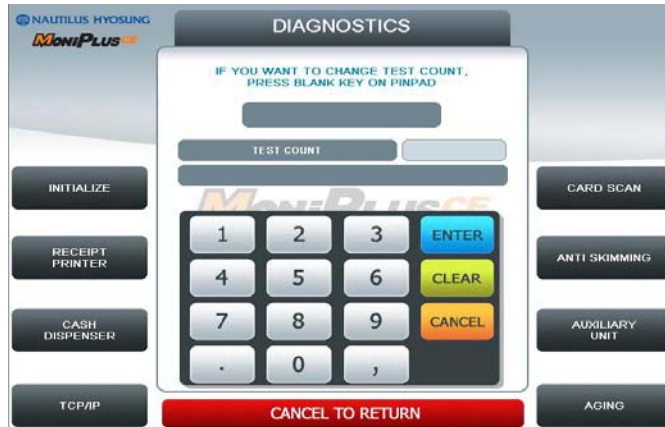 NAUTILUS HYOSUNG
MONIPLUS CE
DIAGNOSTICS
IF YOU WANT TO CHANGE TEST COUNT,
PRESS BLANK KEY ON PINPAD
TEST COUNT
MONIPLUSCE
INITIALIZE
RECEIPT
PRINTER
CASH
DISPENSER
TCP/IP
1 2 3 ENTER
4 5 6 CLEAR
7 8 9 CANCEL
. 0 ,
CARD SCAN
ANTI SKIMMING
AUXILIARY
UNIT
AGING
CANCEL TO RETURN